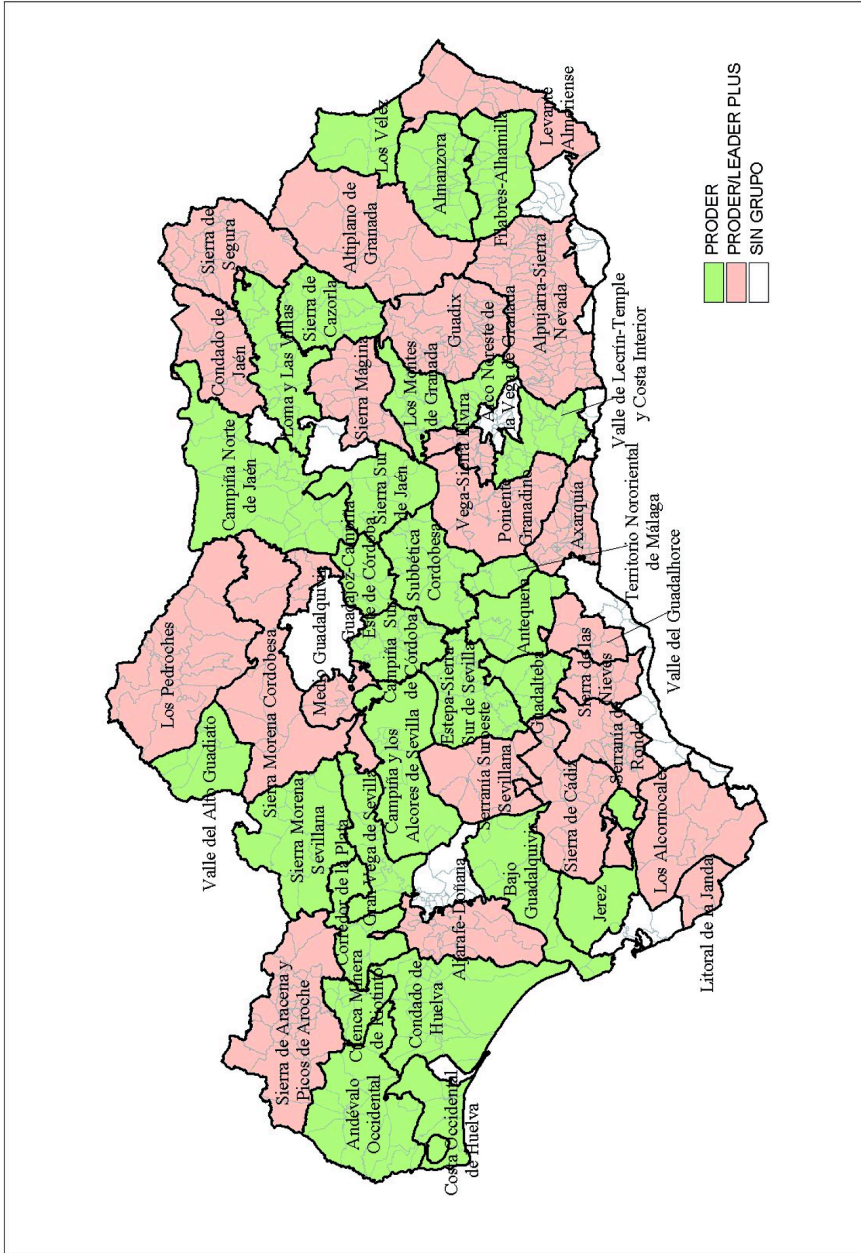 Sierra de Aracena y
Picos de Aroche
Andévalo
Occidental
Costa Occidental
de Huelva
Cuenca Minera
de Riotinto
Condado de
Huelva
Corredor de la Plata
Aljarafe-Doñana
Sierra Morena
Sevillana
Gran Vega de Sevilla
Valle del Alto Guadiato
Los Pedroches
Sierra Morena Cordobesa
Medio Guadalquivir
Campiña y los
Alcores de Sevilla
Campiña Sur
de Córdoba
Guadajoz-Campiña
Este de Córdoba
Subbética
Cordobesa
Estepa-Sierra
Sur de Sevilla
Serranía Suroeste
Sevillana
Bajo
Guadalquivir
Jerez
Sierra de Cádiz
Los Alcornocales
Litoral de la Janda
Serranía de
Ronda
Guadalteba
Sierra de las
Nieves
Antequera
Valle del Guadalhorce
Territorio Nororiental
de Málaga
Axarquía
Campiña Norte
de Jaén
Sierra Sur
de Jaén
Condado de
Jaén
Loma y Las Villas
Sierra de
Segura
Sierra de
Cazorla
Sierra Mágina
Los Montes
de Granada
Vega-Sierra Elvira
Poniente
Granadino
Arco Noreste de
la Vega de Granada
Guadix
Altiplano de
Granada
Alpujarra-Sierra
Nevada
Valle de Lecrín-Temple
y Costa Interior
Los Vélez
Almanzora
Filabres-Alhamilla
Levante
Almeriense
PRODER
PRODER/LEADER PLUS
SIN GRUPO